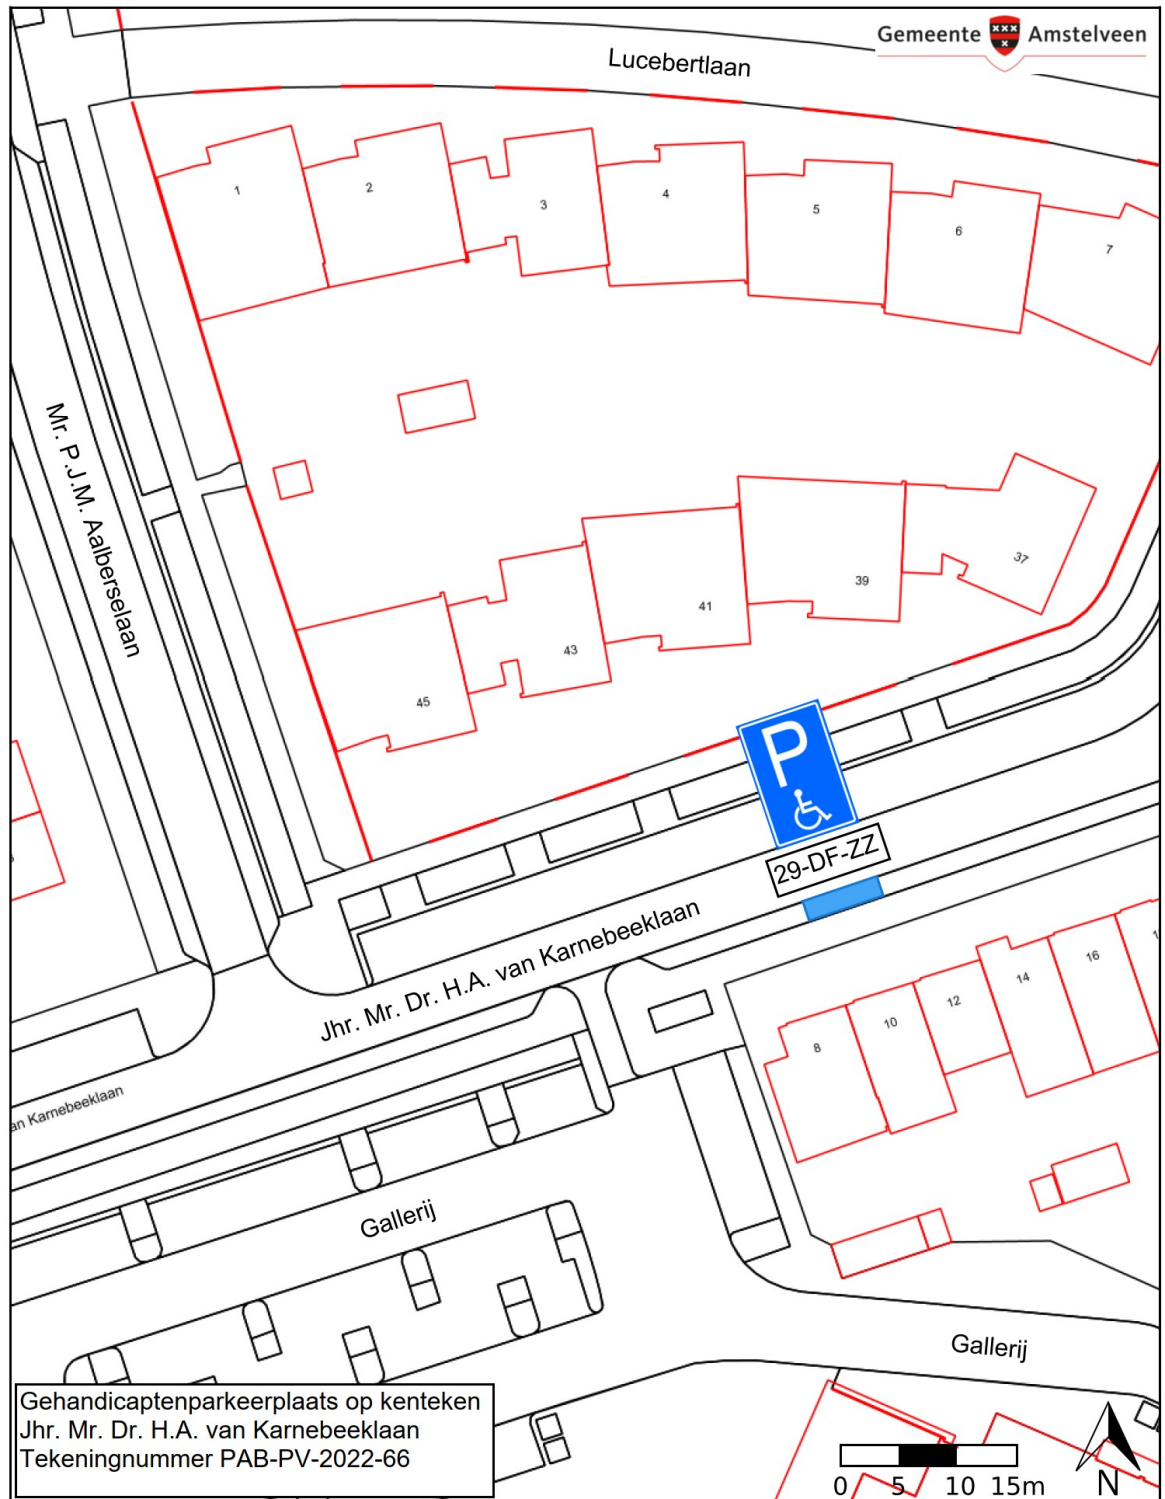 Gemeente Amstelveen
Lucebertlaan
1
2
3
4
5
6
7
Mr. P.J.M. Aalberselaan
37
39
41
43
45
P
29-DF-ZZ
Jhr. Mr. Dr. H.A. van Karnebeeklaan
8
10
12
14
16
an Karnebeeklaan
Gallerij
Gallerij
Gehandicaptenparkeerplaats op kenteken
Jhr. Mr. Dr. H.A. van Karnebeeklaan
Tekeningnummer PAB-PV-2022-66
0 5 10 15m
N